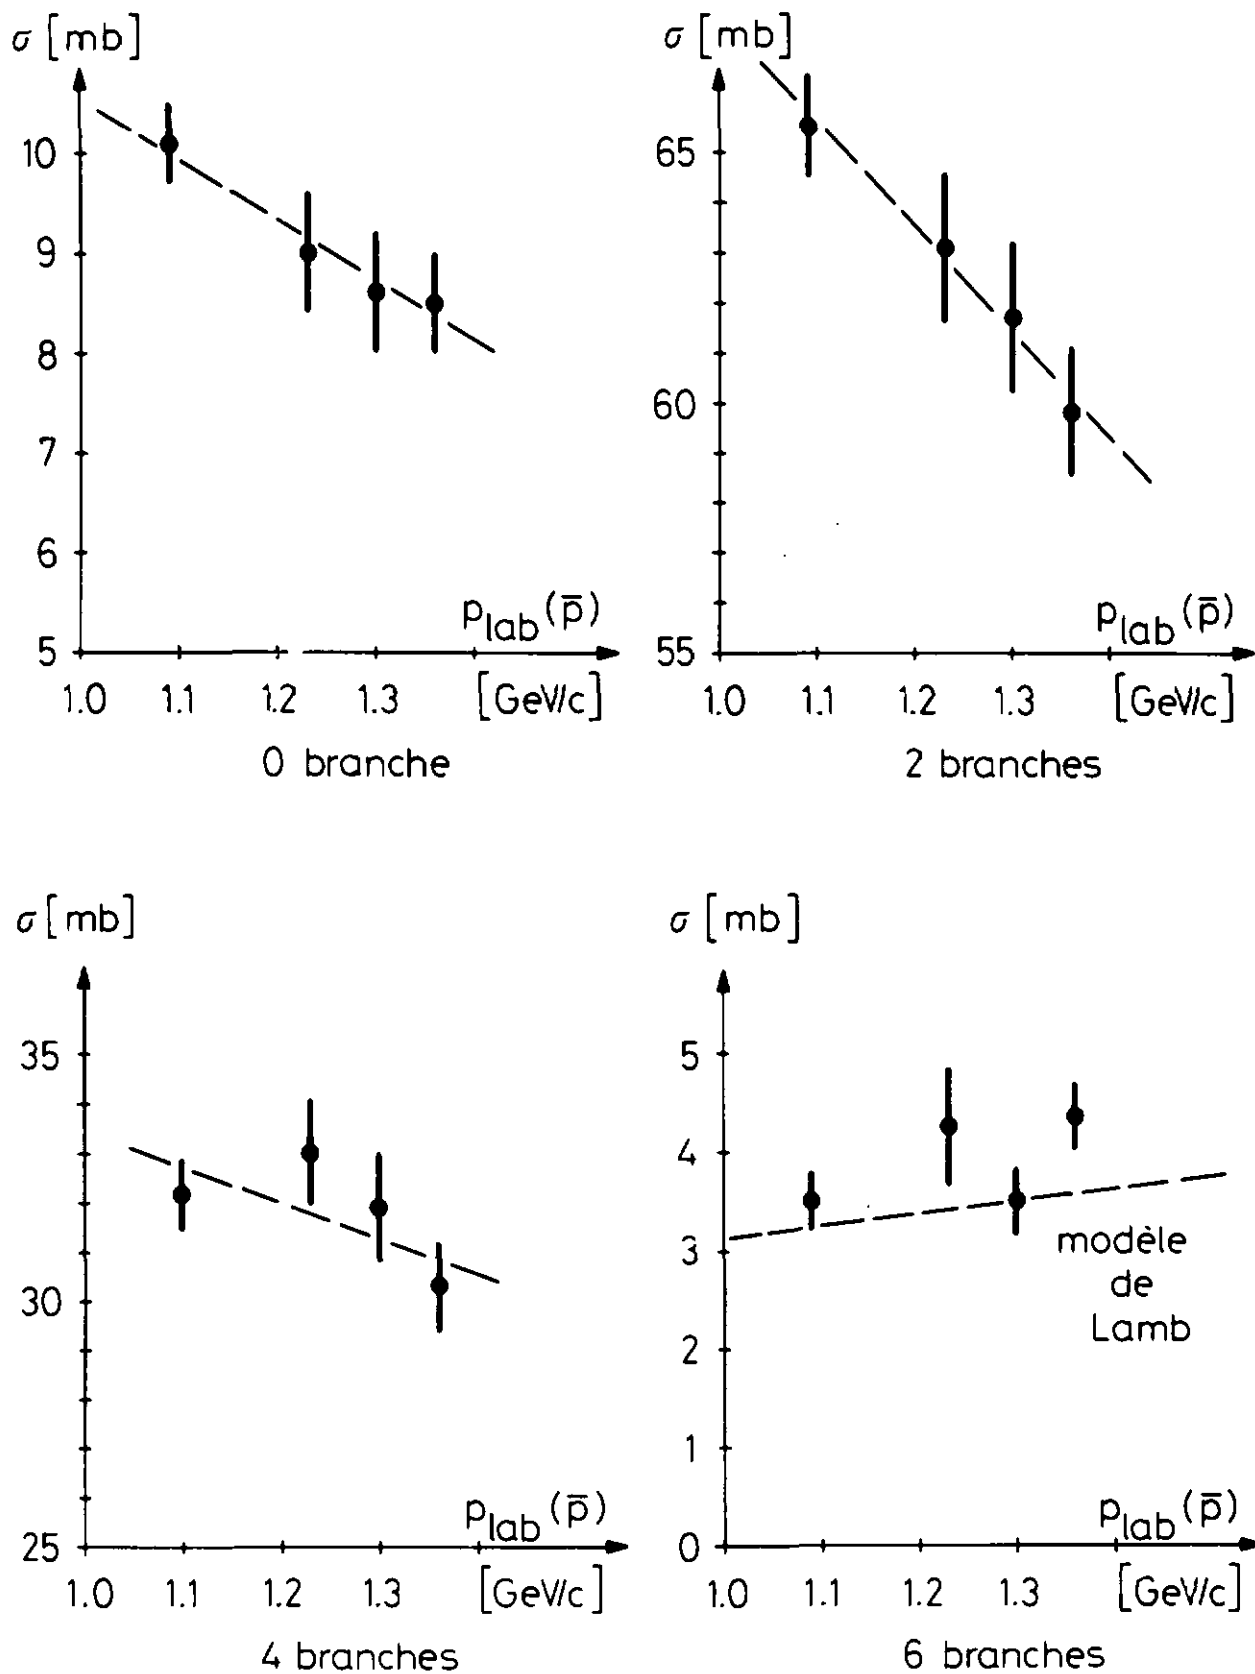 σ [mb]
10
9
8
7
6
5
p_lab (p̄)
1.0 1.1 1.2 1.3 [GeV/c]
0 branche
σ [mb]
65
60
55
p_lab (p̄)
1.0 1.1 1.2 1.3 [GeV/c]
2 branches
σ [mb]
35
30
25
p_lab (p̄)
1.0 1.1 1.2 1.3 [GeV/c]
4 branches
σ [mb]
5
4
3
2
1
0
modèle
de
Lamb
p_lab (p̄)
1.0 1.1 1.2 1.3 [GeV/c]
6 branches